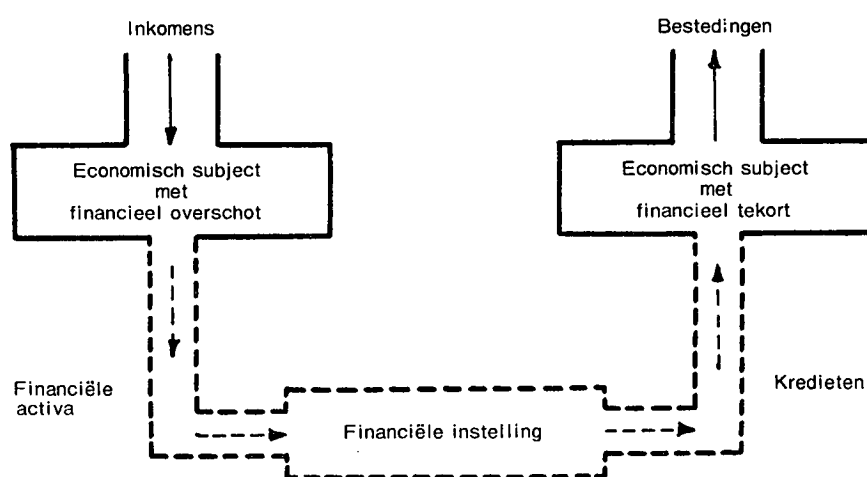 Inkomens
Bestedingen
Economisch subject
met
financieel overschot
Economisch subject
met
financieel tekort
Financiële
activa
Financiële instelling
Kredieten